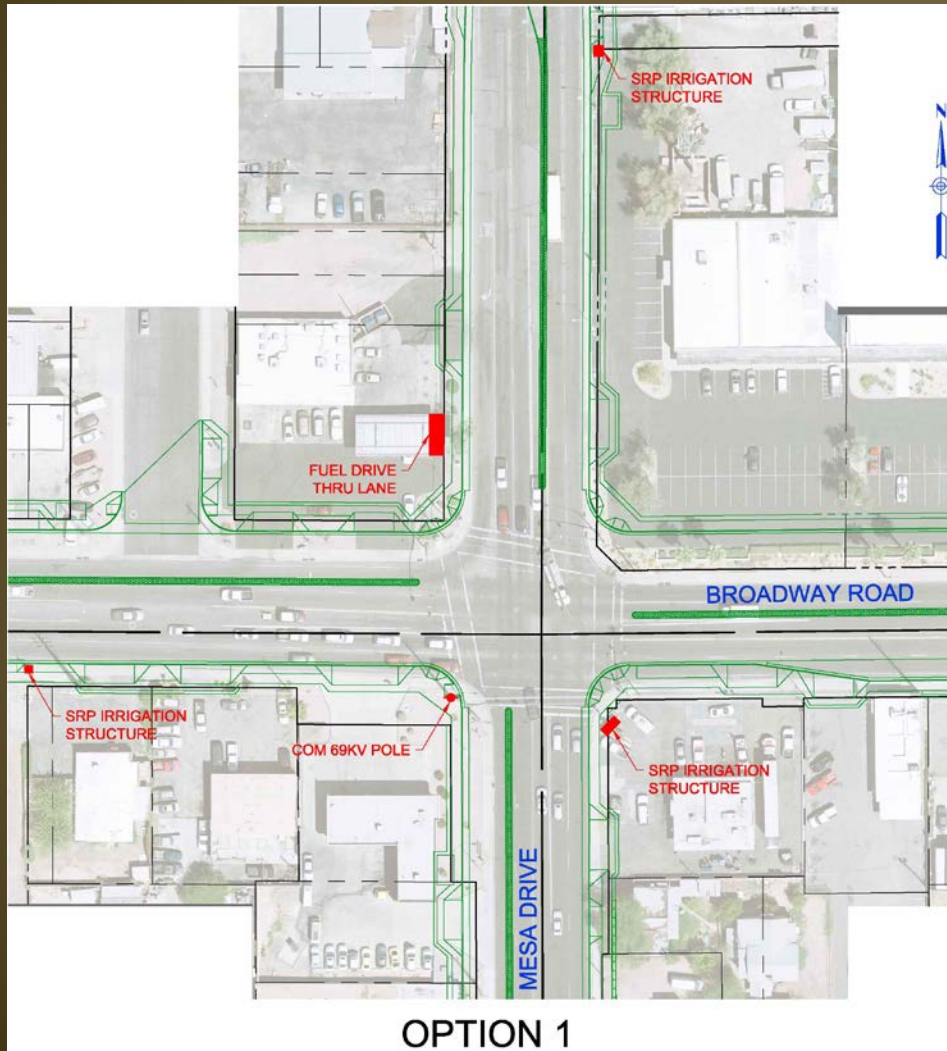 SRP IRRIGATION
STRUCTURE
N
FUEL DRIVE
THRU LANE
BROADWAY ROAD
SRP IRRIGATION
STRUCTURE
COM 69KV POLE
SRP IRRIGATION
STRUCTURE
MESA DRIVE
OPTION 1